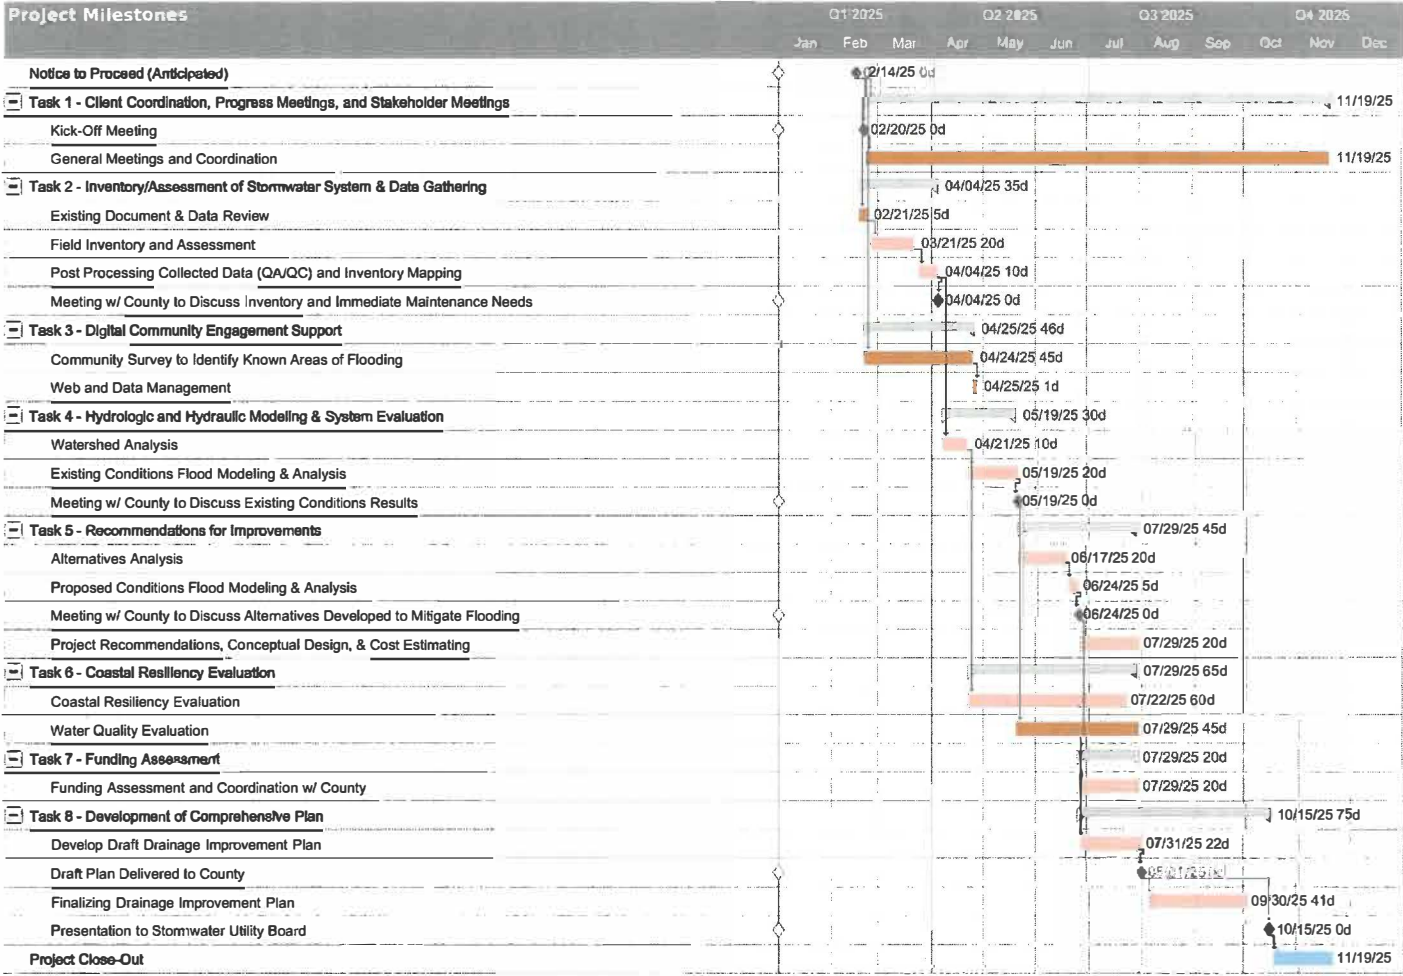 Project Milestones
Q1 2025 Q2 2025 Q3 2025 Q4 2025
Jan Feb Mar Apr May Jun Jul Aug Sep Oct Nov Dec
Notice to Proceed (Anticipated) 02/14/25 0d
Task 1 - Client Coordination, Progress Meetings, and Stakeholder Meetings 11/19/25
Kick-Off Meeting 02/20/25 0d
General Meetings and Coordination 11/19/25
Task 2 - Inventory/Assessment of Stormwater System & Data Gathering 04/04/25 35d
Existing Document & Data Review 02/21/25 5d
Field Inventory and Assessment 03/21/25 20d
Post Processing Collected Data (QA/QC) and Inventory Mapping 04/04/25 10d
Meeting w/ County to Discuss Inventory and Immediate Maintenance Needs 04/04/25 0d
Task 3 - Digital Community Engagement Support 04/25/25 46d
Community Survey to Identify Known Areas of Flooding 04/24/25 45d
Web and Data Management 04/25/25 1d
Task 4 - Hydrologic and Hydraulic Modeling & System Evaluation 05/19/25 30d
Watershed Analysis 04/21/25 10d
Existing Conditions Flood Modeling & Analysis 05/19/25 20d
Meeting w/ County to Discuss Existing Conditions Results 05/19/25 0d
Task 5 - Recommendations for Improvements 07/29/25 45d
Alternatives Analysis 06/17/25 20d
Proposed Conditions Flood Modeling & Analysis 06/24/25 5d
Meeting w/ County to Discuss Alternatives Developed to Mitigate Flooding 06/24/25 0d
Project Recommendations, Conceptual Design, & Cost Estimating 07/29/25 20d
Task 6 - Coastal Resiliency Evaluation 07/29/25 65d
Coastal Resiliency Evaluation 07/22/25 60d
Water Quality Evaluation 07/29/25 45d
Task 7 - Funding Assessment 07/29/25 20d
Funding Assessment and Coordination w/ County 07/29/25 20d
Task 8 - Development of Comprehensive Plan 10/15/25 75d
Develop Draft Drainage Improvement Plan 07/31/25 22d
Draft Plan Delivered to County
Finalizing Drainage Improvement Plan 09/30/25 41d
Presentation to Stormwater Utility Board 10/15/25 0d
Project Close-Out 11/19/25